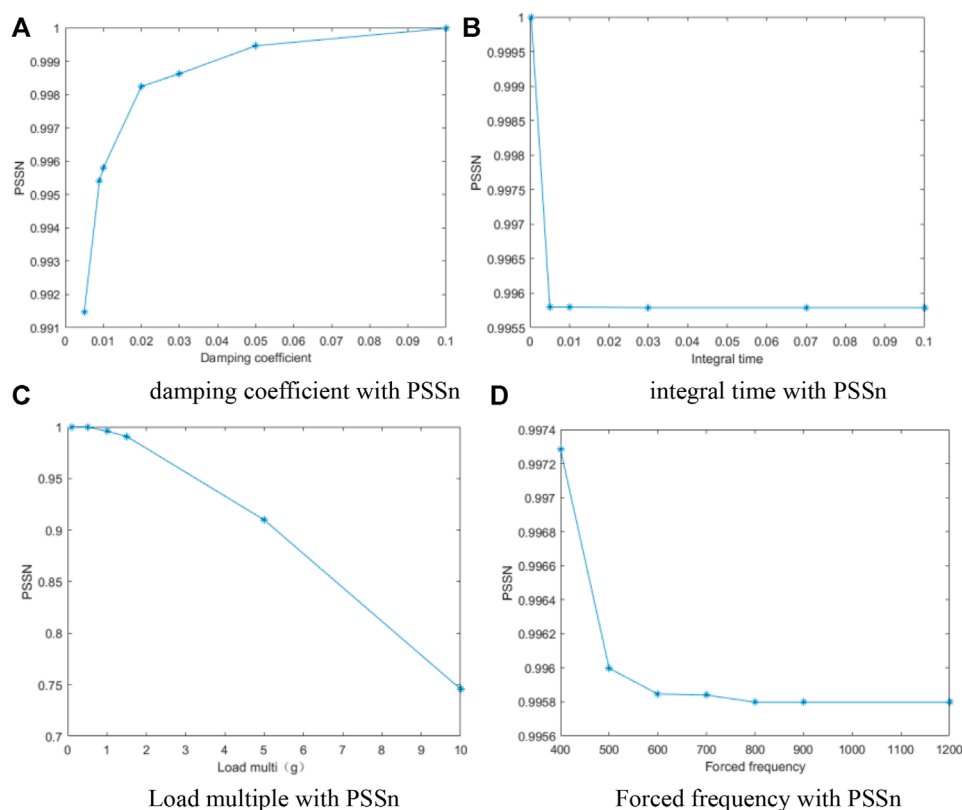 A
1
0.999
0.998
0.997
0.996
0.995
0.994
0.993
0.992
0.991
PSSN
0 0.01 0.02 0.03 0.04 0.05 0.06 0.07 0.08 0.09 0.1
Damping coefficient
damping coefficient with PSSn
B
1
0.9995
0.999
0.9985
0.998
0.9975
0.997
0.9965
0.996
0.9955
PSSN
0 0.01 0.02 0.03 0.04 0.05 0.06 0.07 0.08 0.09 0.1
Integral time
integral time with PSSn
C
1
0.95
0.9
0.85
0.8
0.75
0.7
PSSN
0 1 2 3 4 5 6 7 8 9 10
Load multi（g）
Load multiple with PSSn
D
0.9974
0.9972
0.997
0.9968
0.9966
0.9964
0.9962
0.996
0.9958
0.9956
PSSN
400 500 600 700 800 900 1000 1100 1200
Forced frequency
Forced frequency with PSSn